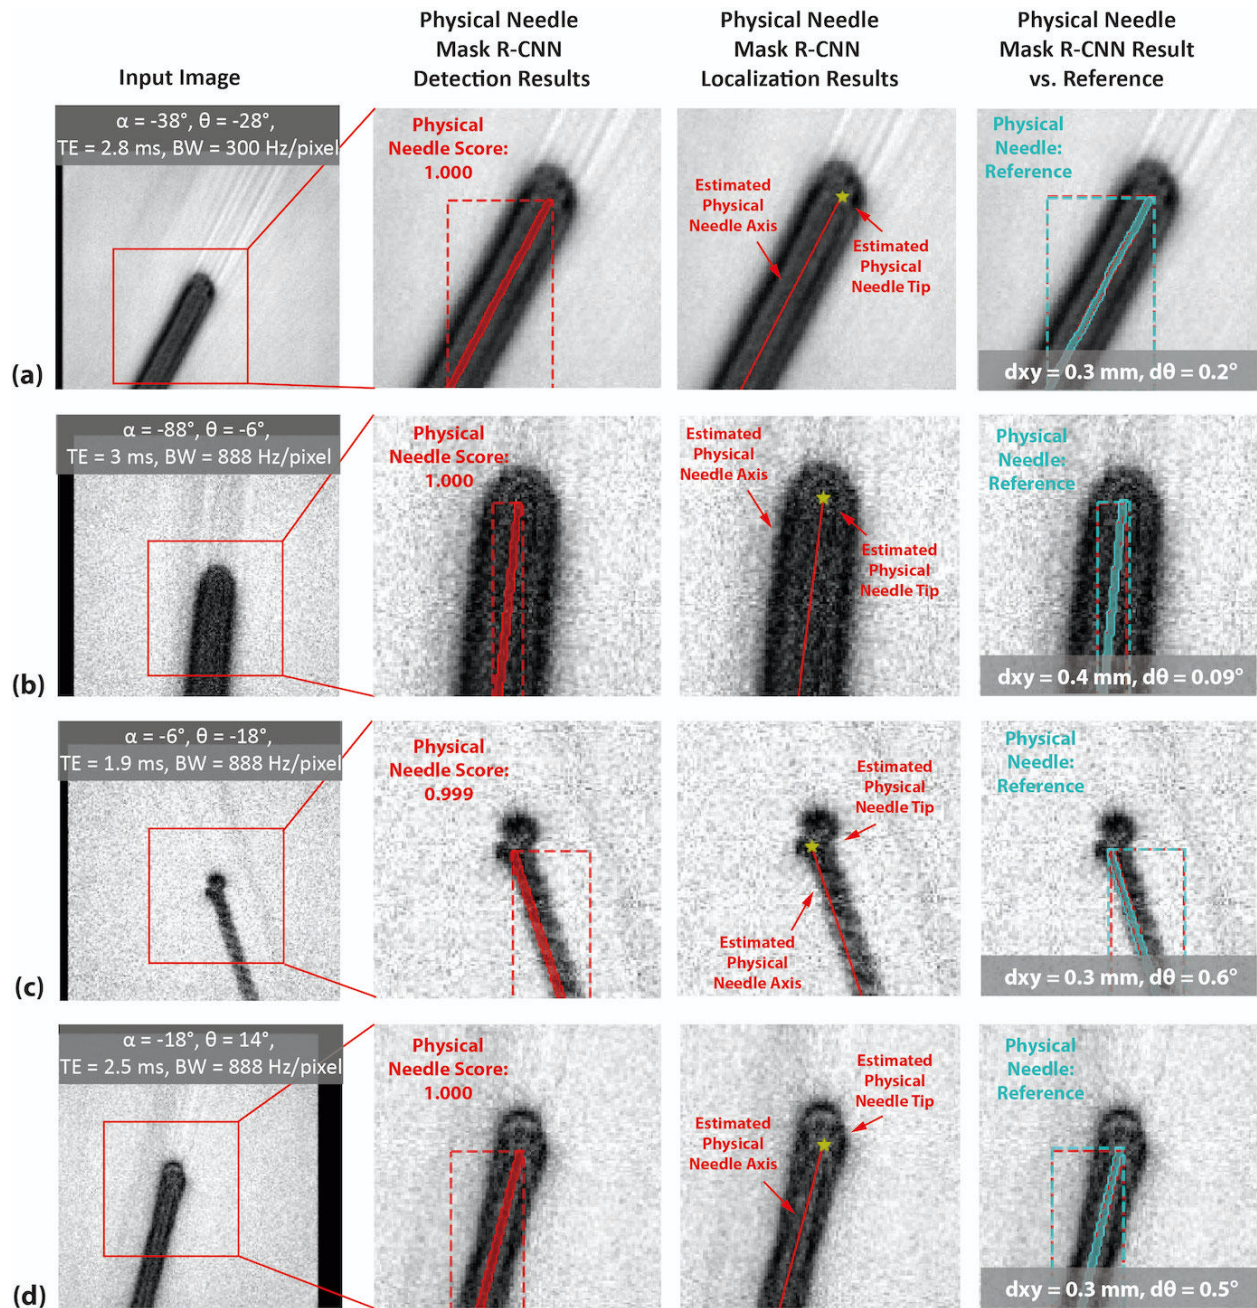 Input Image
Physical Needle
Mask R-CNN
Detection Results
Physical Needle
Mask R-CNN
Localization Results
Physical Needle
Mask R-CNN Result
vs. Reference
(a)
α = -38°, θ = -28°,
TE = 2.8 ms, BW = 300 Hz/pixel
Physical
Needle Score:
1.000
Estimated
Physical
Needle Axis
Estimated
Physical
Needle Tip
Physical
Needle:
Reference
dxy = 0.3 mm, dθ = 0.2°
(b)
α = -88°, θ = -6°,
TE = 3 ms, BW = 888 Hz/pixel
Physical
Needle Score:
1.000
Estimated
Physical
Needle Axis
Estimated
Physical
Needle Tip
Physical
Needle:
Reference
dxy = 0.4 mm, dθ = 0.09°
(c)
α = -6°, θ = -18°,
TE = 1.9 ms, BW = 888 Hz/pixel
Physical
Needle Score:
0.999
Estimated
Physical
Needle Tip
Estimated
Physical
Needle Axis
Physical
Needle:
Reference
dxy = 0.3 mm, dθ = 0.6°
(d)
α = -18°, θ = 14°,
TE = 2.5 ms, BW = 888 Hz/pixel
Physical
Needle Score:
1.000
Estimated
Physical
Needle Tip
Estimated
Physical
Needle Axis
Physical
Needle:
Reference
dxy = 0.3 mm, dθ = 0.5°